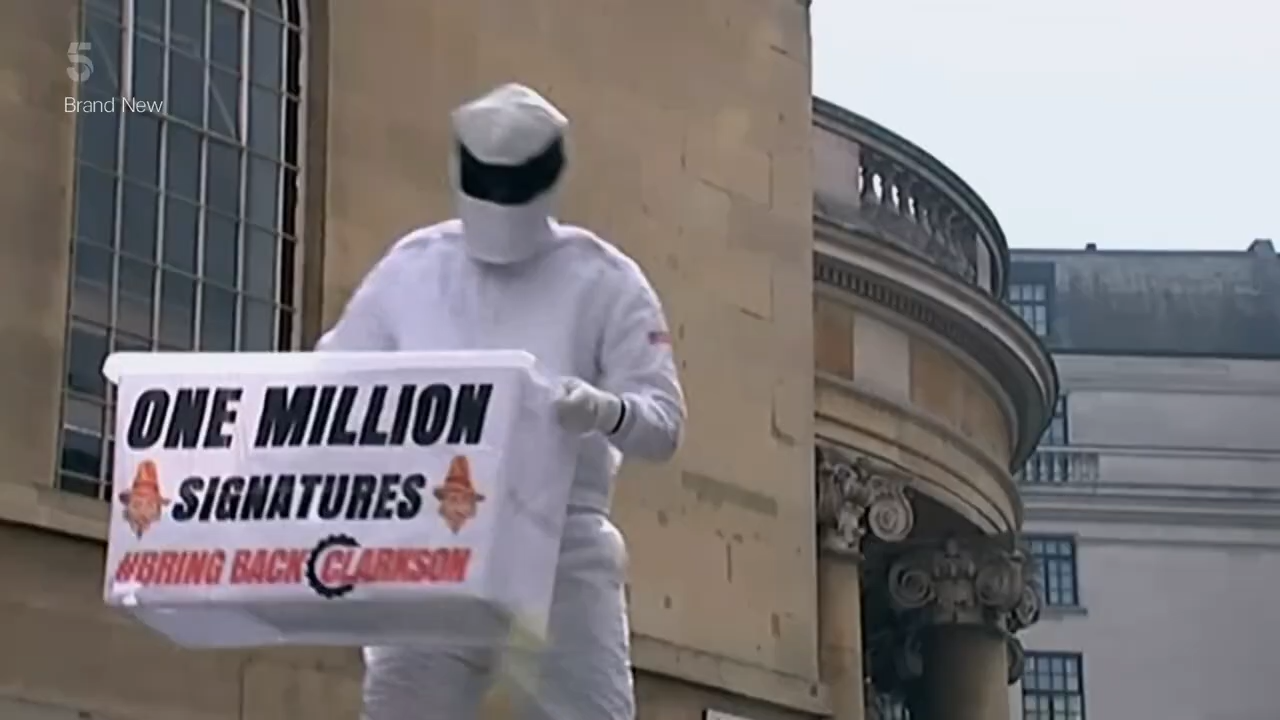 5
Brand New
ONE MILLION
SIGNATURES
#BRING BACK CLARKSON